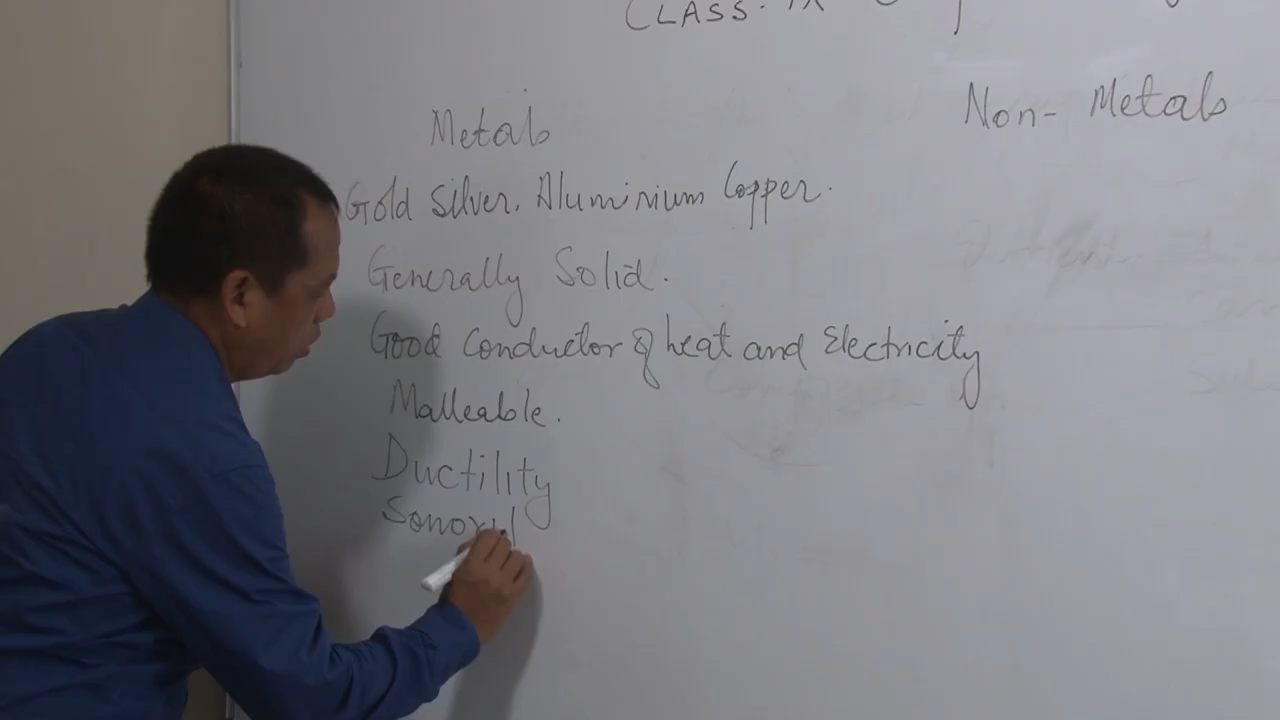 CLASS. IX
Metals
Non- Metals
Gold Silver, Aluminium Copper.
Generally Solid.
Good Conductor of heat and Electricity
Malleable.
Ductility